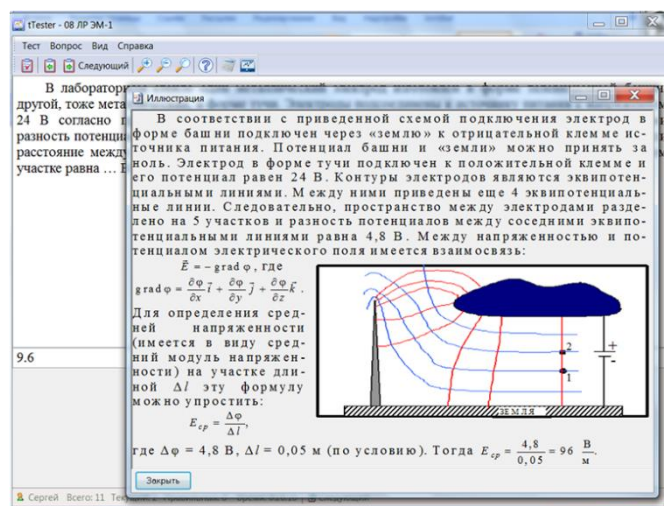 tTester - 08 ЛР ЭМ-1
Тест Вопрос Вид Справка
Следующий
В лаборатории
другой, тоже мета
24 В согласно
разность потенциа
расстояние между
участке равна ...
9.6
Иллюстрация
В соответствии с приведенной схемой подключения электрод в
форме башни подключен через «землю» к отрицательной клемме ис-
точника питания. Потенциал башни и «земли» можно принять за
ноль. Электрод в форме тучи подключен к положительной клемме и
его потенциал равен 24 В. Контуры электродов являются эквипотен-
циальными линиями. Между ними приведены еще 4 эквипотенциаль-
ные линии. Следовательно, пространство между электродами разде-
лено на 5 участков и разность потенциалов между соседними эквипо-
тенциальными линиями равна 4,8 В. Между напряженностью и по-
тенциалом электрического поля имеется взаимосвязь:
E⃗ = – grad φ, где
grad φ = ∂φ/∂x i⃗ + ∂φ/∂y j⃗ + ∂φ/∂z k⃗ .
Для определения сред-
ней напряженности
(имеется в виду сред-
ний модуль напряжен-
ности) на участке дли-
ной Δl эту формулу
можно упростить:
E ср = Δφ/Δl,
2
1
+
-
ЗЕМЛЯ
где Δφ = 4,8 В, Δl = 0,05 м (по условию). Тогда E ср = 4,8/0,05 = 96 В/м.
Закрыть
Сергей Всего: 11